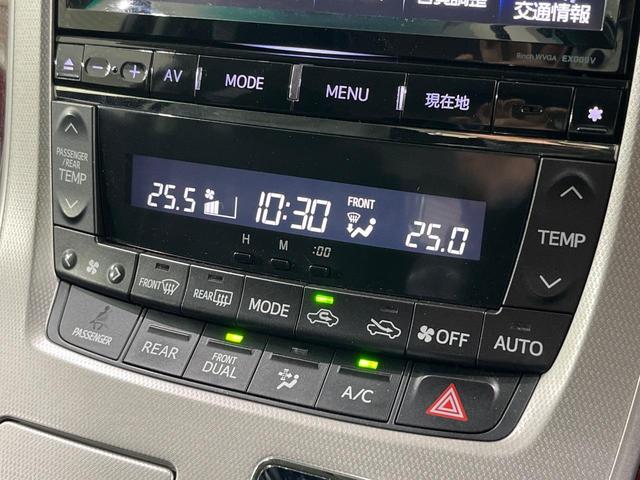 交通情報
8inch WVGA EX009V
AV
MODE
MENU
現在地
PASSENGER
/REAR
TEMP
25.5
10:30
FRONT
25.0
TEMP
H
M
:00
FRONT
REAR
MODE
OFF
AUTO
PASSENGER
REAR
FRONT
DUAL
A/C